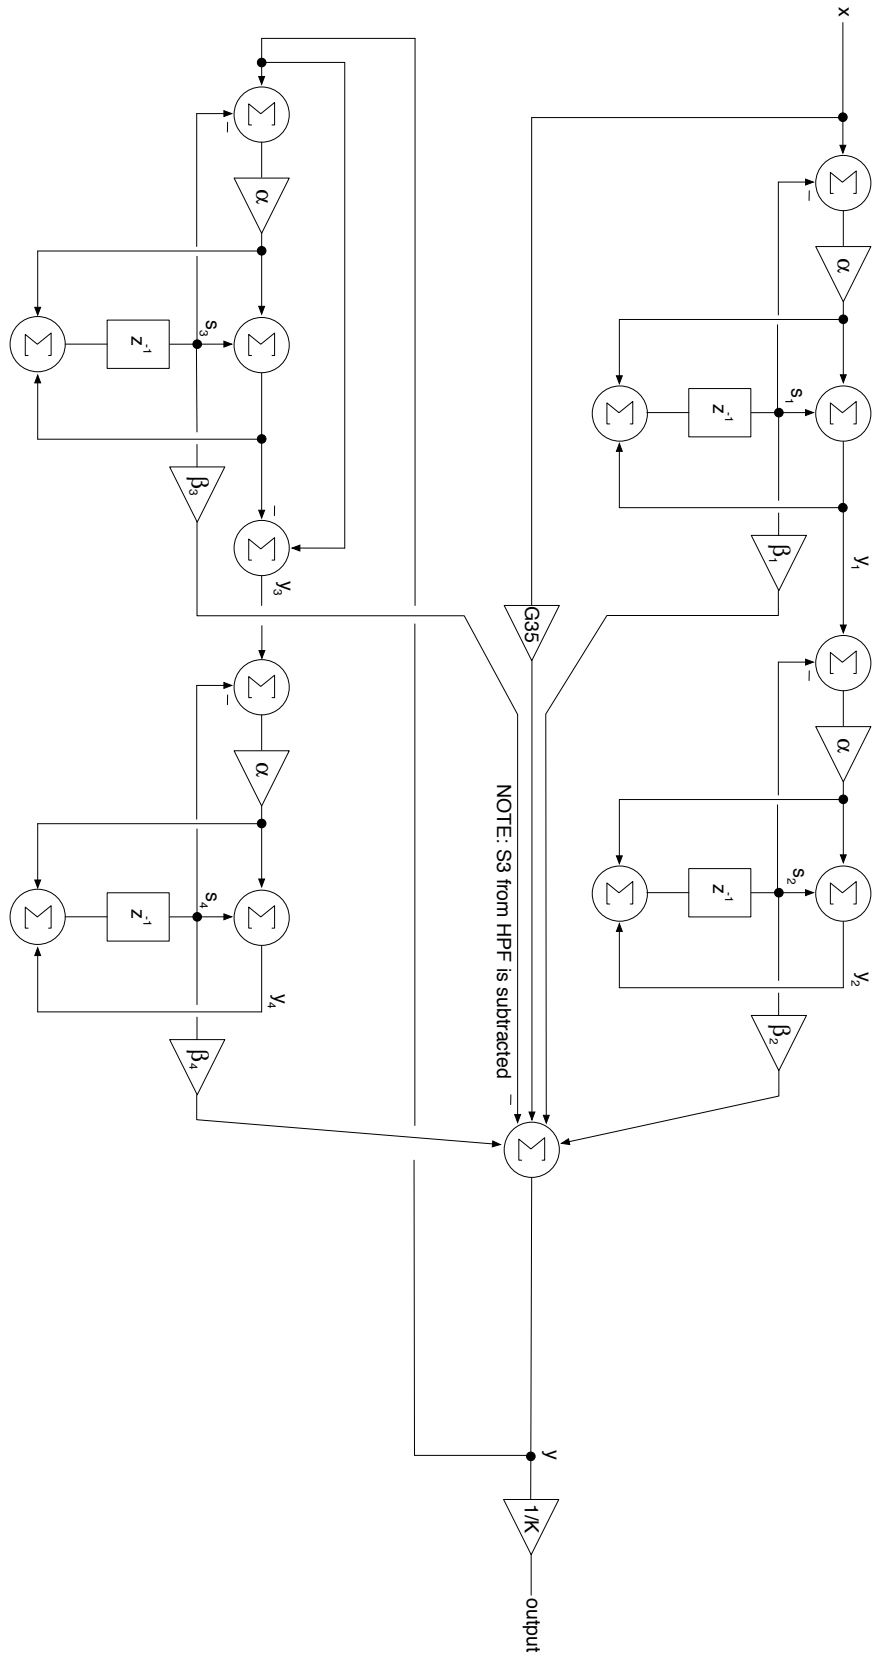 x
Σ
–
α
Σ
s₁
z⁻¹
Σ
β₁
y₁
Σ
–
α
Σ
s₂
z⁻¹
Σ
y₂
β₂
G35
NOTE: S3 from HPF is subtracted
–
Σ
y
1/K
output
Σ
–
α
Σ
s₃
z⁻¹
Σ
β₃
–
Σ
y₃
Σ
–
α
Σ
s₄
z⁻¹
Σ
y₄
β₄